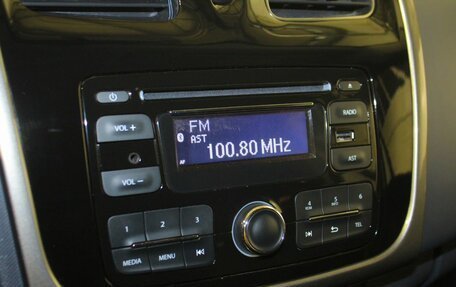 FM
AST
100.80 MHz
AF
VOL +
VOL −
RADIO
AST
1 2 3
4 5 6
MEDIA MENU
TEL